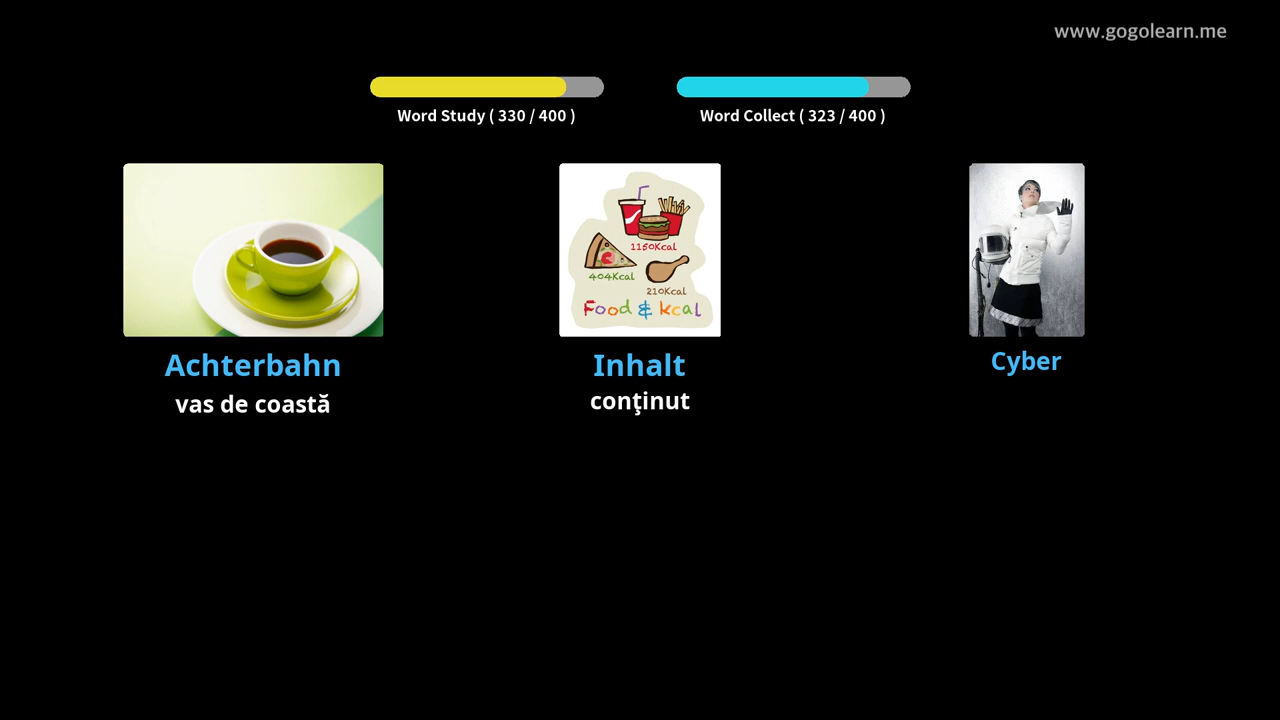 www.gogolearn.me
Word Study ( 330 / 400 )
Word Collect ( 323 / 400 )
1150Kcal
404Kcal
210Kcal
Food & kcal
Achterbahn
Inhalt
Cyber
vas de coastă
conţinut